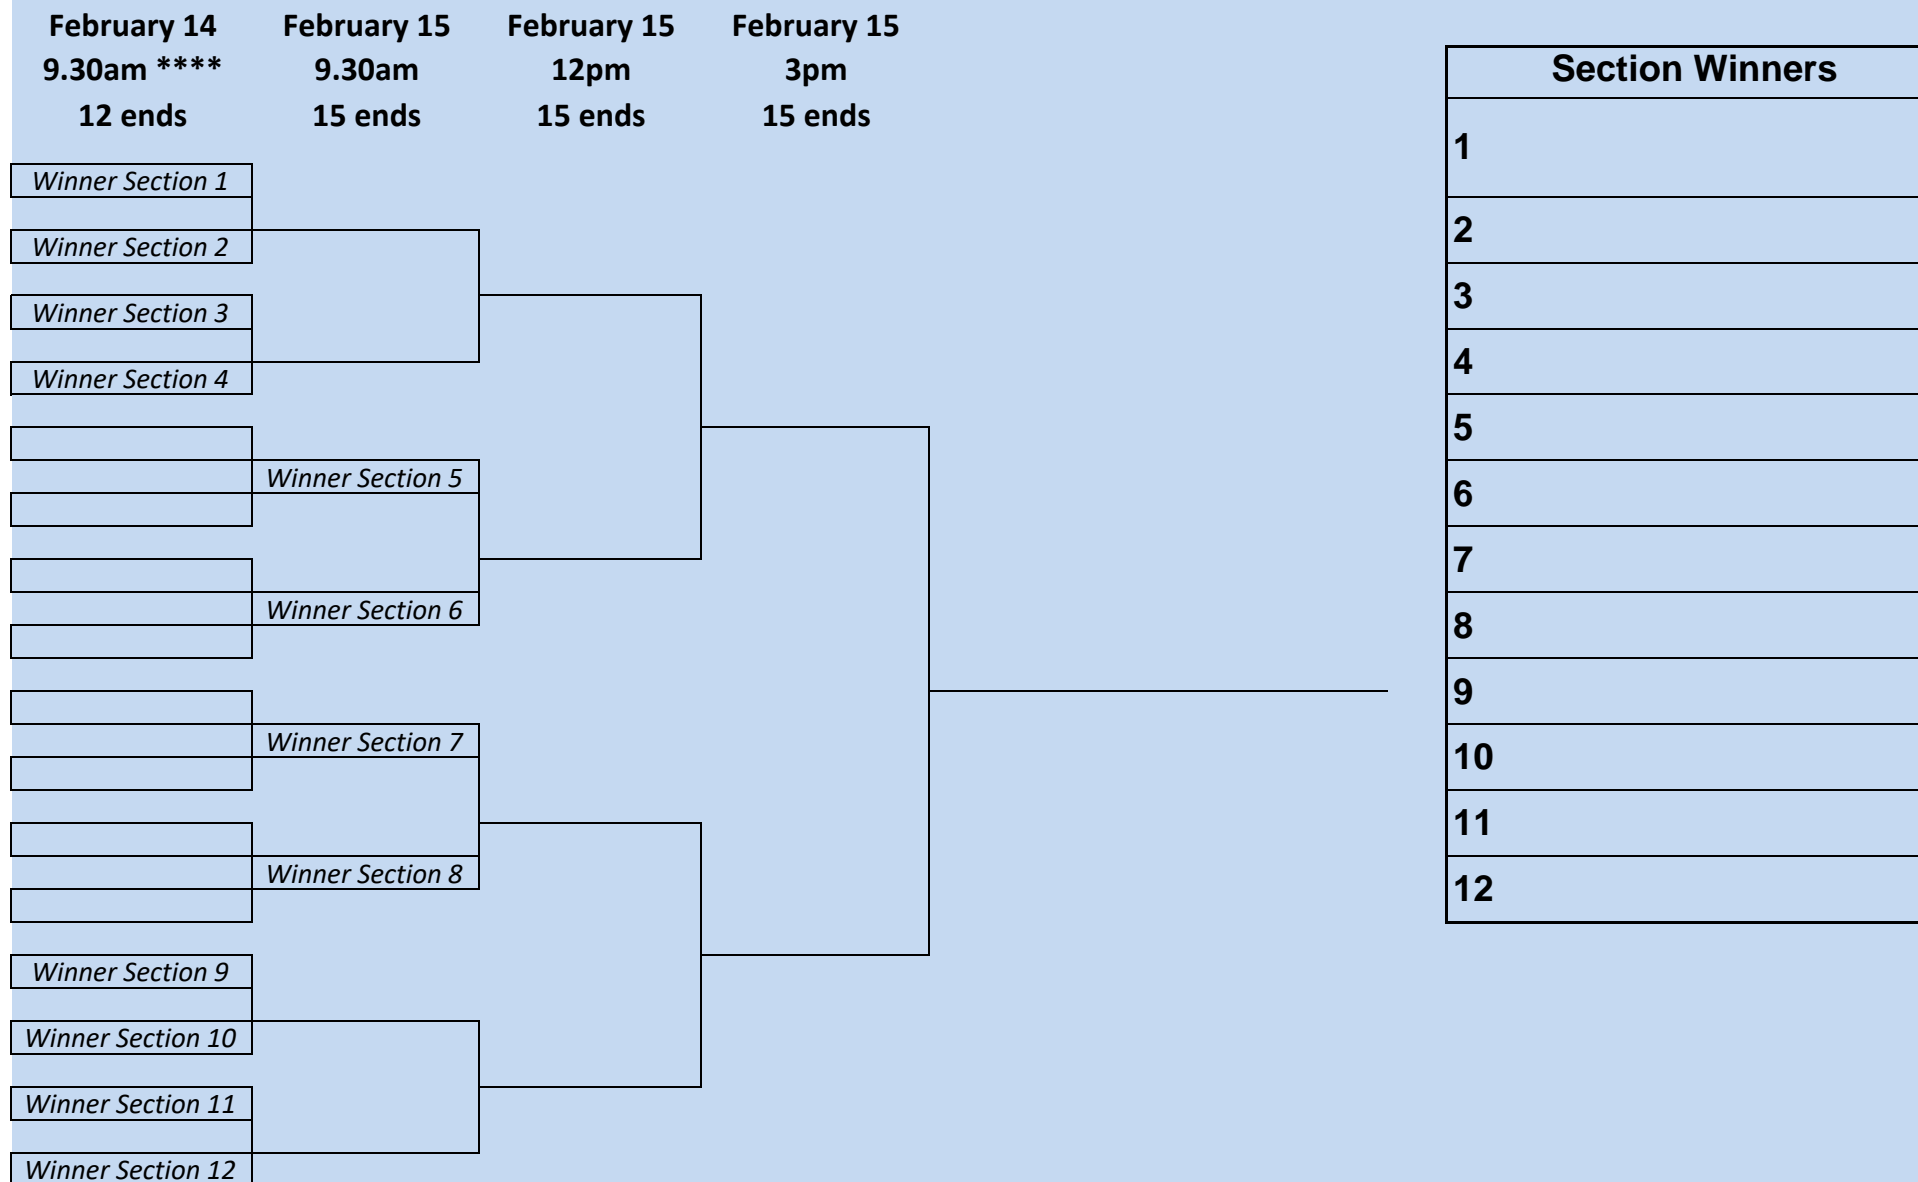 February 14 February 15 February 15 February 15
9.30am **** 9.30am 12pm 3pm
12 ends 15 ends 15 ends 15 ends
Winner Section 1
Winner Section 2
Winner Section 3
Winner Section 4
Winner Section 5
Winner Section 6
Winner Section 7
Winner Section 8
Winner Section 9
Winner Section 10
Winner Section 11
Winner Section 12
Section Winners
1
2
3
4
5
6
7
8
9
10
11
12